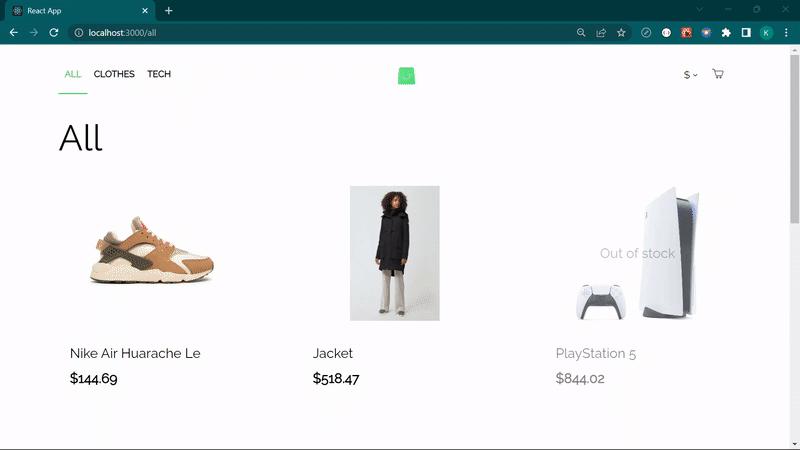 React App
localhost:3000/all
K
ALL CLOTHES TECH
$
All
Out of stock
Nike Air Huarache Le
$144.69
Jacket
$518.47
PlayStation 5
$844.02